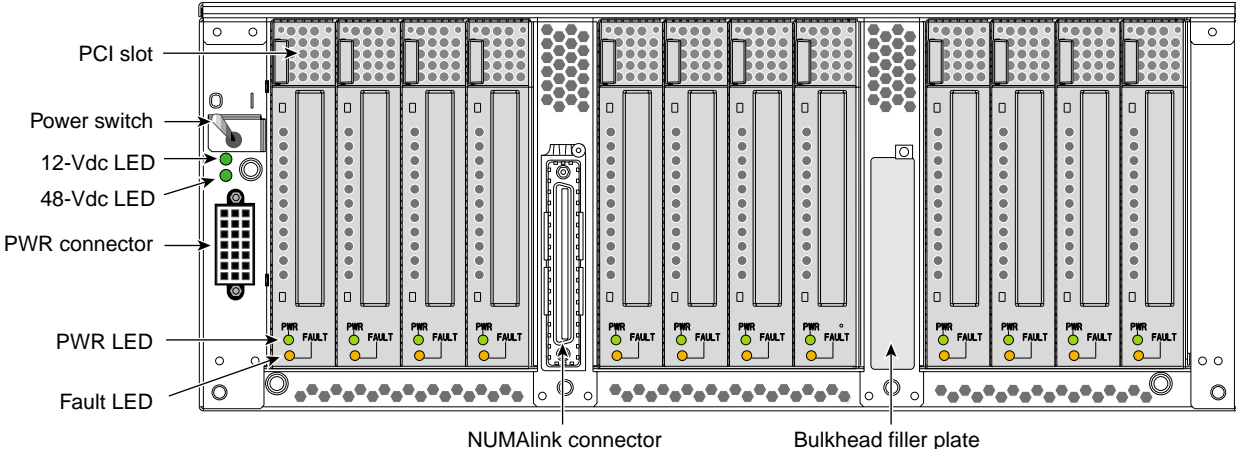 PCI slot
Power switch
12-Vdc LED
48-Vdc LED
PWR connector
PWR LED
Fault LED
PWR FAULT PWR FAULT PWR FAULT PWR FAULT PWR FAULT PWR FAULT PWR FAULT PWR FAULT PWR FAULT PWR FAULT PWR FAULT PWR FAULT
NUMAlink connector
Bulkhead filler plate